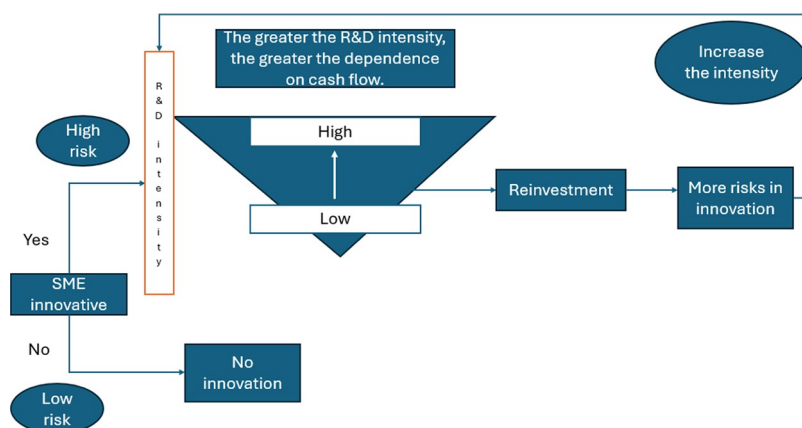 The greater the R&D intensity,
the greater the dependence
on cash flow.
Increase
the intensity
R & D intensity
High
risk
High
Low
Reinvestment
More risks in
innovation
Yes
SME
innovative
No
No
innovation
Low
risk